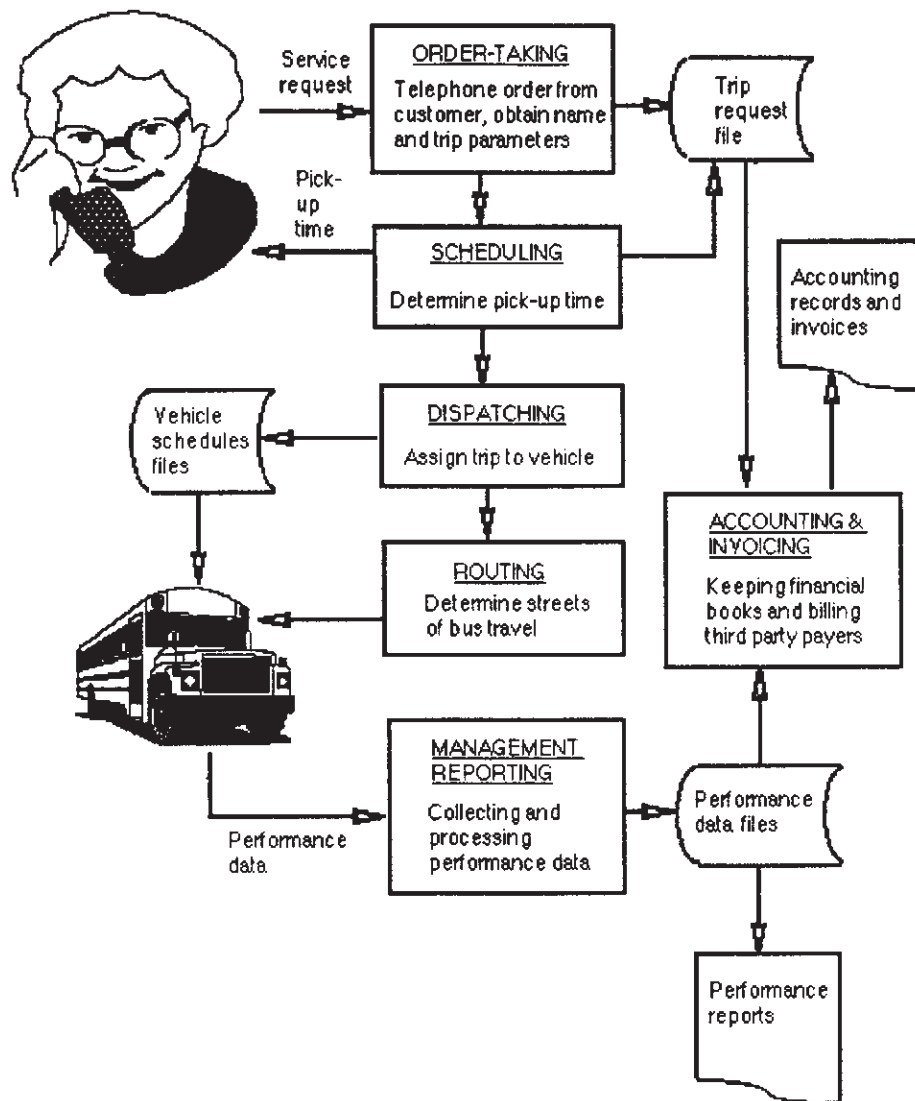 Service
request
ORDER-TAKING
Telephone order from
customer, obtain name
and trip parameters
Trip
request
file
Pick-
up
time
SCHEDULING
Determine pick-up time
Accounting
records and
invoices
Vehicle
schedules
files
DISPATCHING
Assign trip to vehicle
ACCOUNTING &
INVOICING
Keeping financial
books and billing
third party payers
ROUTING
Determine streets
of bus travel
MANAGEMENT
REPORTING
Collecting and
processing
performance data
Performance
data
Performance
data files
Performance
reports